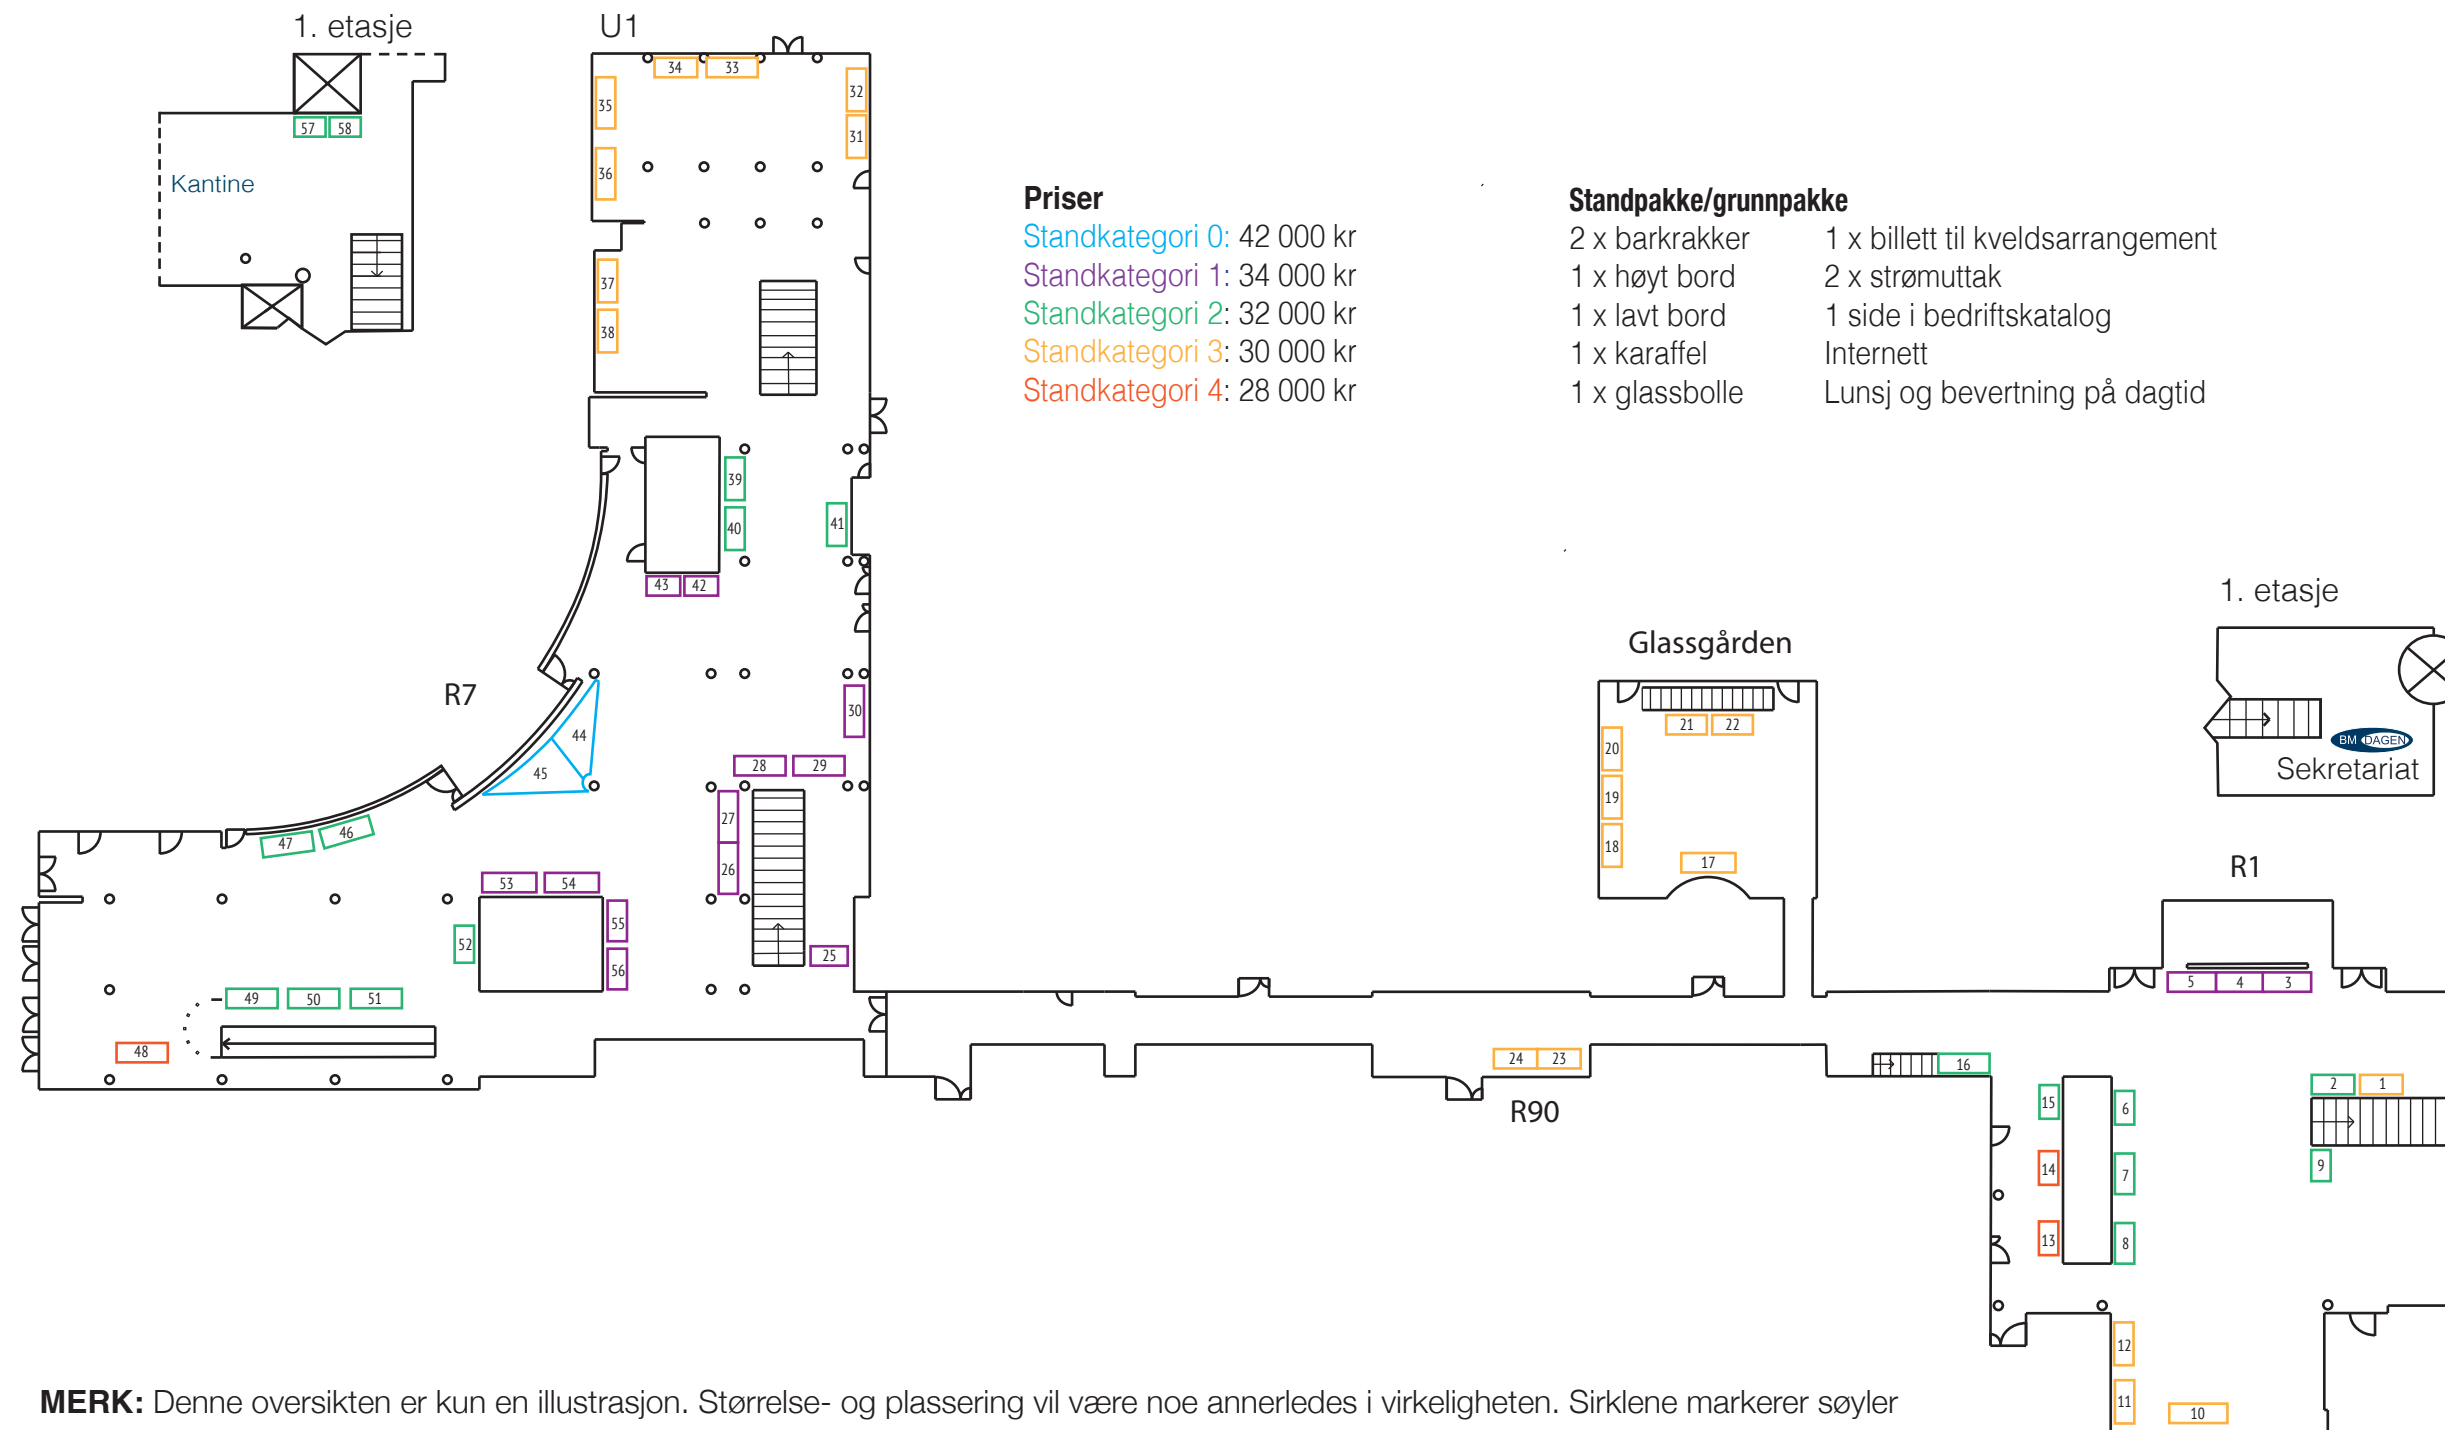 1. etasje
U1
34
33
32
35
31
57
58
36
Kantine
Priser
Standkategori 0: 42 000 kr
Standkategori 1: 34 000 kr
Standkategori 2: 32 000 kr
Standkategori 3: 30 000 kr
Standkategori 4: 28 000 kr
Standpakke/grunnpakke
2 x barkrakker
1 x høyt bord
1 x lavt bord
1 x karaffel
1 x glassbolle
1 x billett til kveldsarrangement
2 x strømuttak
1 side i bedriftskatalog
Internett
Lunsj og bevertning på dagtid
37
38
39
40
41
43
42
R7
44
45
30
28
29
27
26
46
47
53
54
55
52
56
25
49
50
51
48
Glassgården
21
22
20
19
18
17
1. etasje
BM DAGEN
Sekretariat
R1
5
4
3
24
23
R90
16
2
1
15
6
14
7
9
13
8
12
11
10
MERK: Denne oversikten er kun en illustrasjon. Størrelse- og plassering vil være noe annerledes i virkeligheten. Sirklene markerer søyler